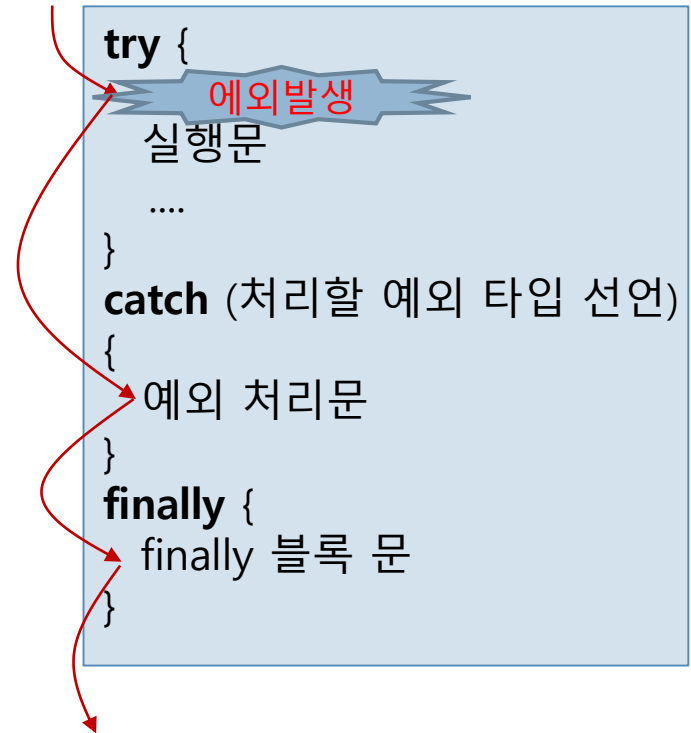 try {
에외발생
실행문
....
}
catch (처리할 예외 타입 선언)
{
예외 처리문
}
finally {
finally 블록 문
}